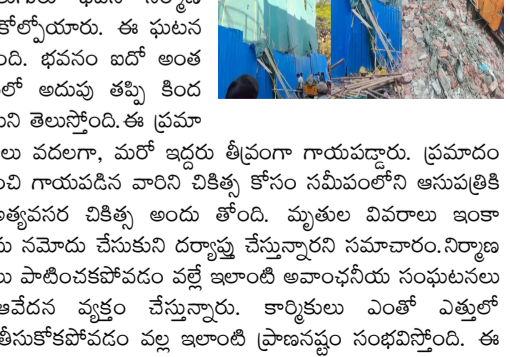 కోల్పోయారు. ఈ ఘటన
ంది. భవనం ఐదో అంత
లో అదుపు తప్పి కింద
ని తెలుస్తోంది.ఈ ప్రమా
లు వదలగా, మరో ఇద్దరు తీవ్రంగా గాయపడ్డారు. ప్రమాదం
చి గాయపడిన వారిని చికిత్స కోసం సమీపంలోని ఆసుపత్రికి
అత్యవసర చికిత్స అందు తోంది. మృతుల వివరాలు ఇంకా
నమోదు చేసుకుని దర్యాప్తు చేస్తున్నారని సమాచారం.నిర్మాణ
లు పాటించకపోవడం వల్లే ఇలాంటి అవాంఛనీయ సంఘటనలు
ఆవేదన వ్యక్తం చేస్తున్నారు. కార్మికులు ఎంతో ఎత్తులో
తీసుకోకపోవడం వల్ల ఇలాంటి ప్రాణనష్టం సంభవిస్తోంది. ఈ